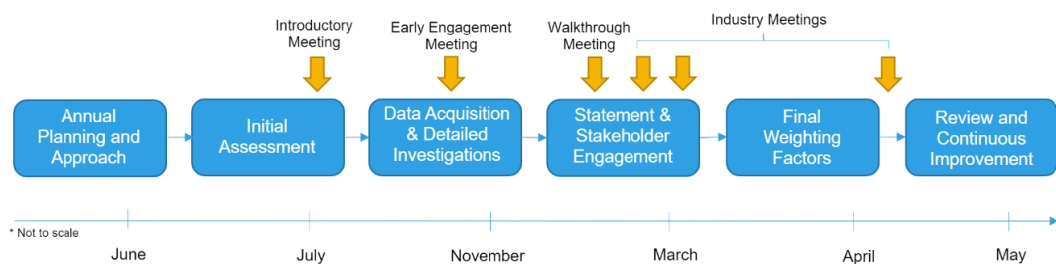 Introductory
Meeting
Early Engagement
Meeting
Walkthrough
Meeting
Industry Meetings
Annual
Planning and
Approach
Initial
Assessment
Data Acquisition
& Detailed
Investigations
Statement &
Stakeholder
Engagement
Final
Weighting
Factors
Review and
Continuous
Improvement
* Not to scale
June
July
November
March
April
May